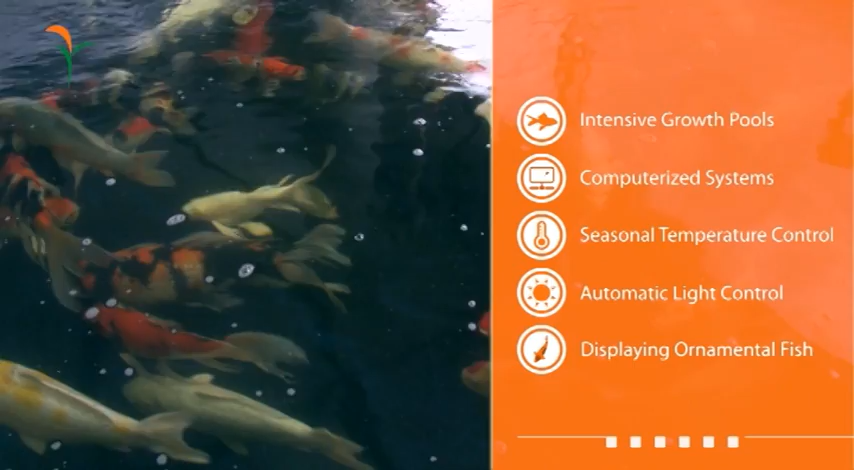 Intensive Growth Pools
Computerized Systems
Seasonal Temperature Control
Automatic Light Control
Displaying Ornamental Fish